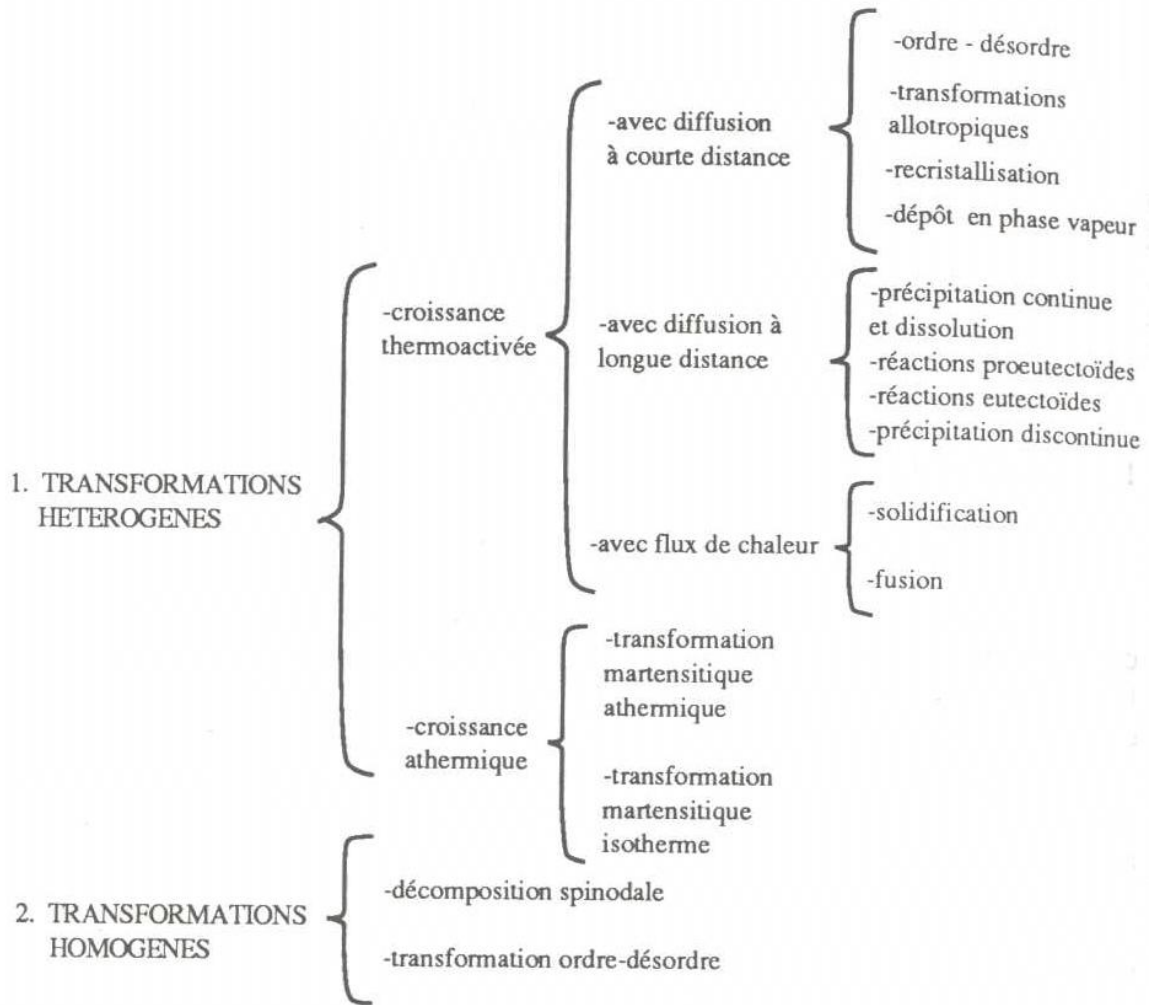 1. TRANSFORMATIONS
HETEROGENES
-croissance
thermoactivée
-avec diffusion
à courte distance
-ordre - désordre
-transformations
allotropiques
-recristallisation
-dépôt en phase vapeur
-avec diffusion à
longue distance
-précipitation continue
et dissolution
-réactions proeutectoïdes
-réactions eutectoïdes
-précipitation discontinue
-avec flux de chaleur
-solidification
-fusion
-croissance
athermique
-transformation
martensitique
athermique
-transformation
martensitique
isotherme
2. TRANSFORMATIONS
HOMOGENES
-décomposition spinodale
-transformation ordre-désordre